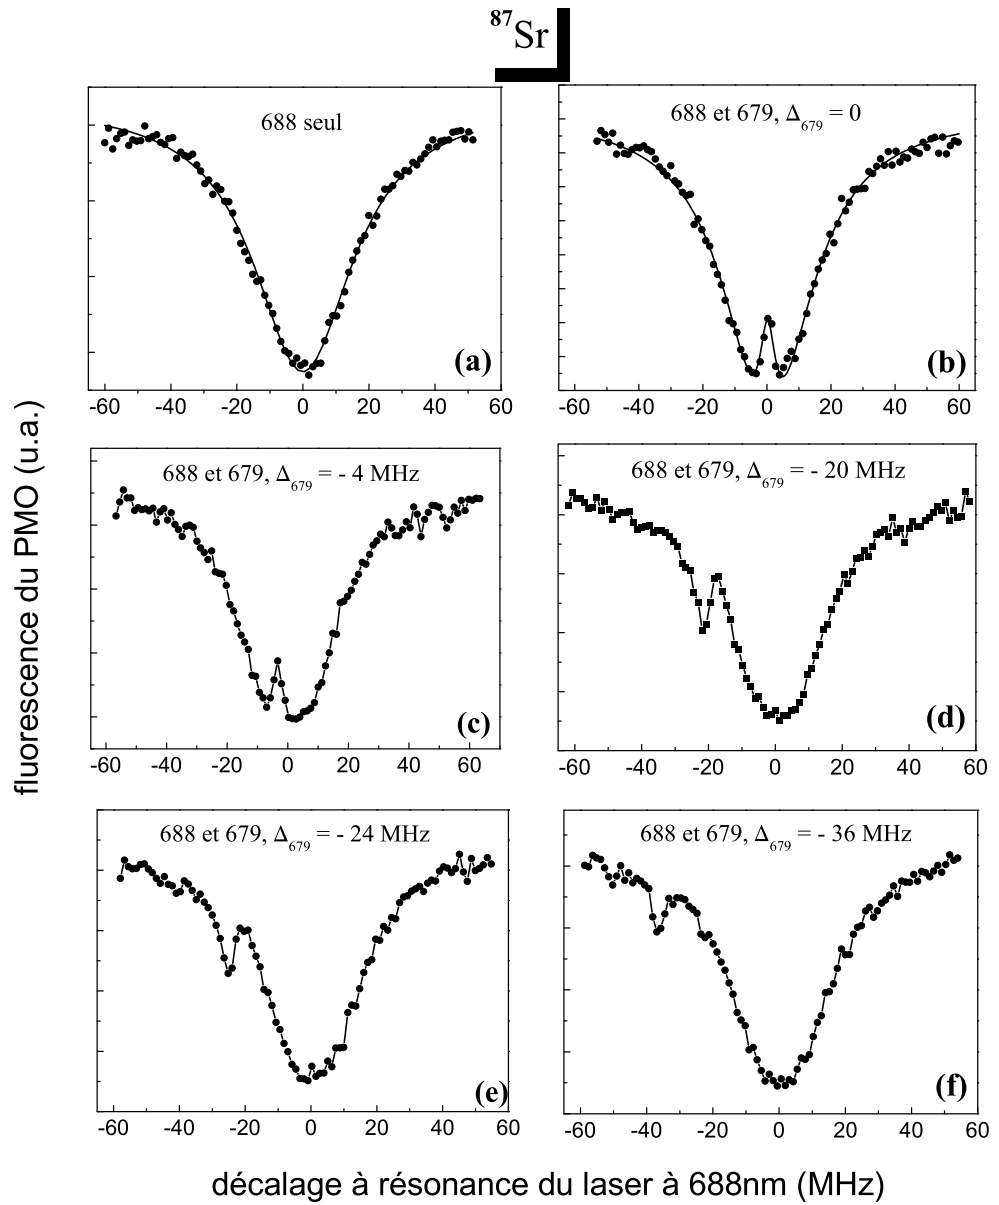 87Sr
688 seul
(a)
-60 -40 -20 0 20 40 60
688 et 679, Δ679 = 0
(b)
-60 -40 -20 0 20 40 60
688 et 679, Δ679 = - 4 MHz
(c)
-60 -40 -20 0 20 40 60
688 et 679, Δ679 = - 20 MHz
(d)
-60 -40 -20 0 20 40 60
688 et 679, Δ679 = - 24 MHz
(e)
-60 -40 -20 0 20 40 60
688 et 679, Δ679 = - 36 MHz
(f)
-60 -40 -20 0 20 40 60
fluorescence du PMO (u.a.)
décalage à résonance du laser à 688nm (MHz)